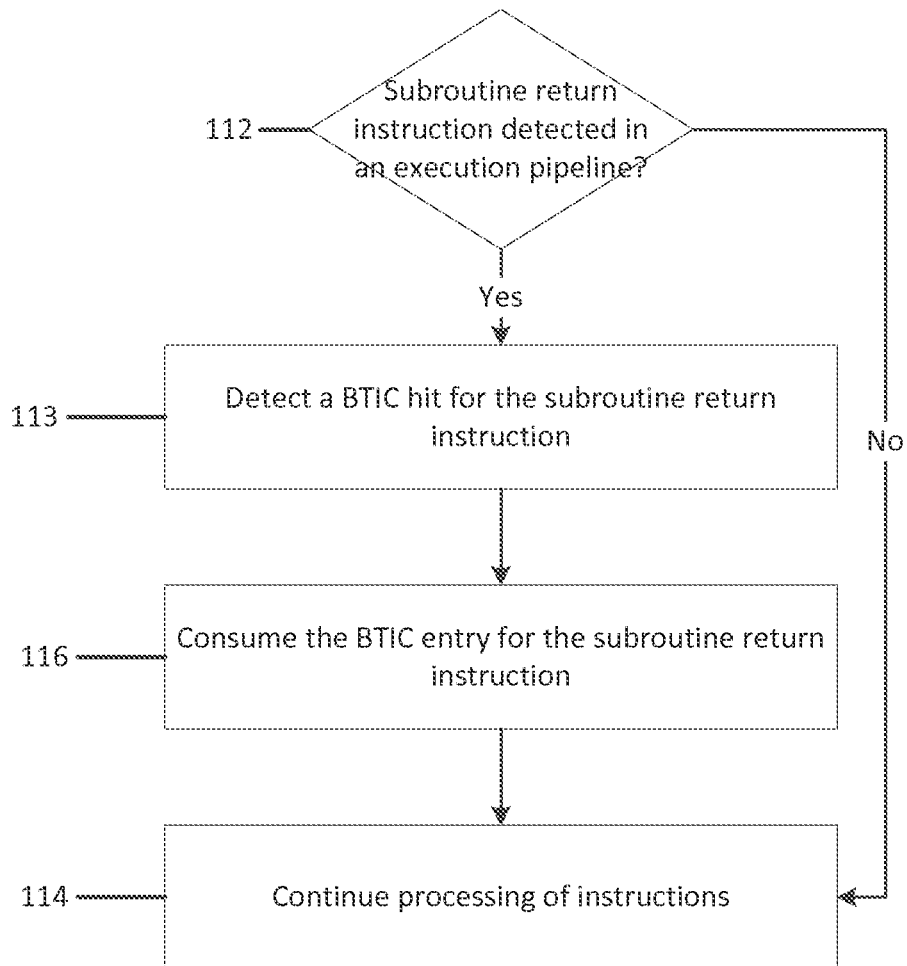 Subroutine return
112
instruction detected in
an execution pipeline?
Yes
Detect a BTIC hit for the subroutine return
113
instruction
No
Consume the BTIC entry for the subroutine return
116
instruction
114
Continue processing of instructions